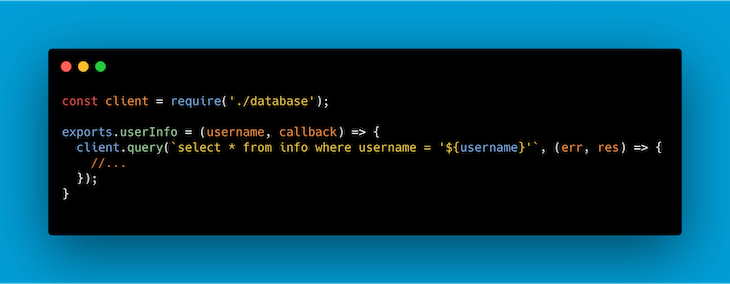 const client = require('./database');
exports.userInfo = (username, callback) => {
client.query(`select * from info where username = '${username}'`, (err, res) => {
//...
});
}